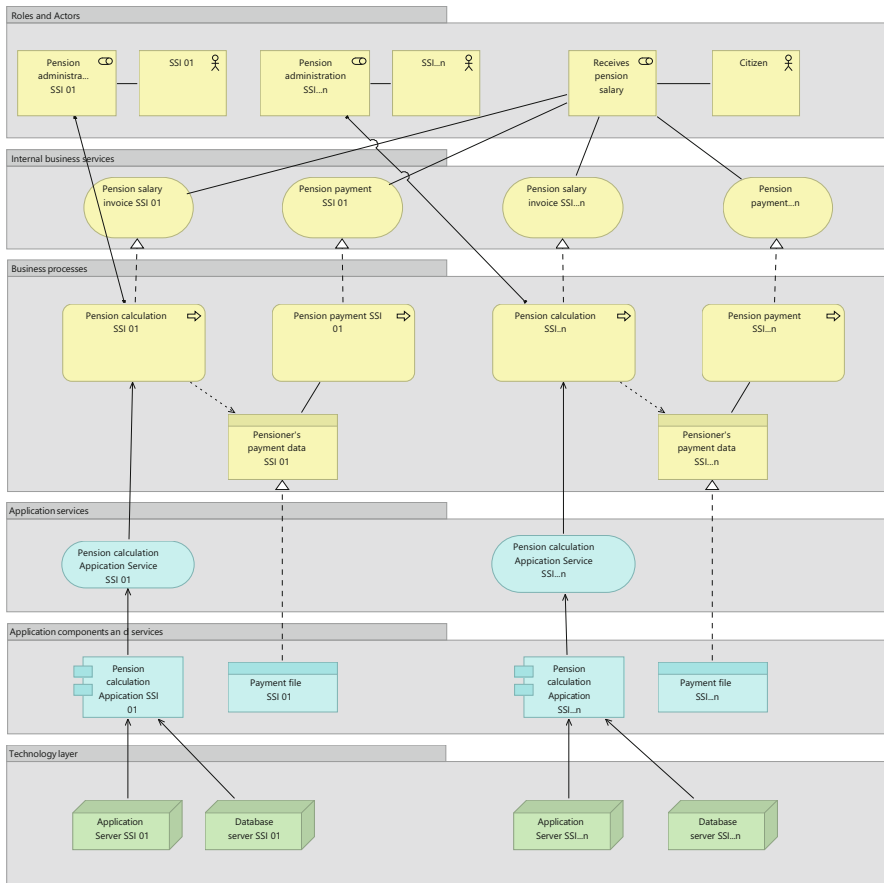 Roles and Actors
Pension
administra...
SSI 01
SSI 01
Pension
administration
SSI...n
SSI...n
Receives
pension
salary
Citizen
Internal business services
Pension salary
invoice SSI 01
Pension payment
SSI 01
Pension salary
invoice SSI...n
Pension
payment...n
Business processes
Pension calculation
SSI 01
Pension payment SSI
01
Pension calculation
SSI..n
Pension payment
SSI...n
Pensioner's
payment data
SSI 01
Pensioner's
payment data
SSI...n
Application services
Pension calculation
Appication Service
SSI 01
Pension calculation
Appication Service
SSI...n
Application components an d services
Pension
calculation
Appication SSI
01
Payment file
SSI 01
Pension
calculation
Appication
SSI...n
Payment file
SSI...n
Technology layer
Application
Server SSI 01
Database
server SSI 01
Application
Server SSI...n
Database
server SSI...n